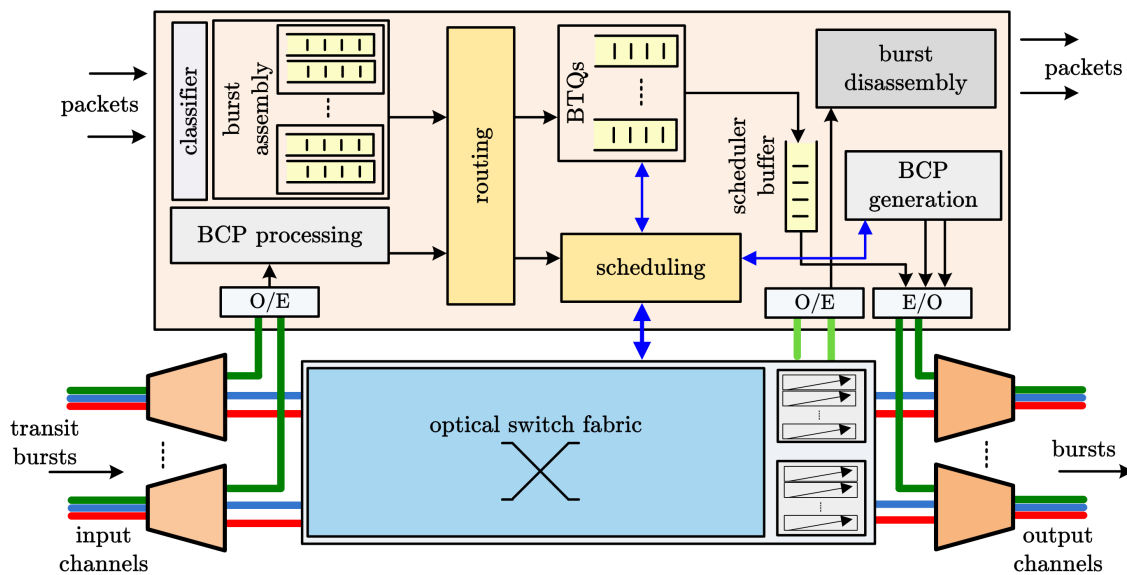 packets
classifier
burst
assembly
BCP processing
O/E
routing
BTQs
scheduling
scheduler
buffer
burst
disassembly
BCP
generation
O/E
E/O
packets
transit
bursts
input
channels
optical switch fabric
bursts
output
channels